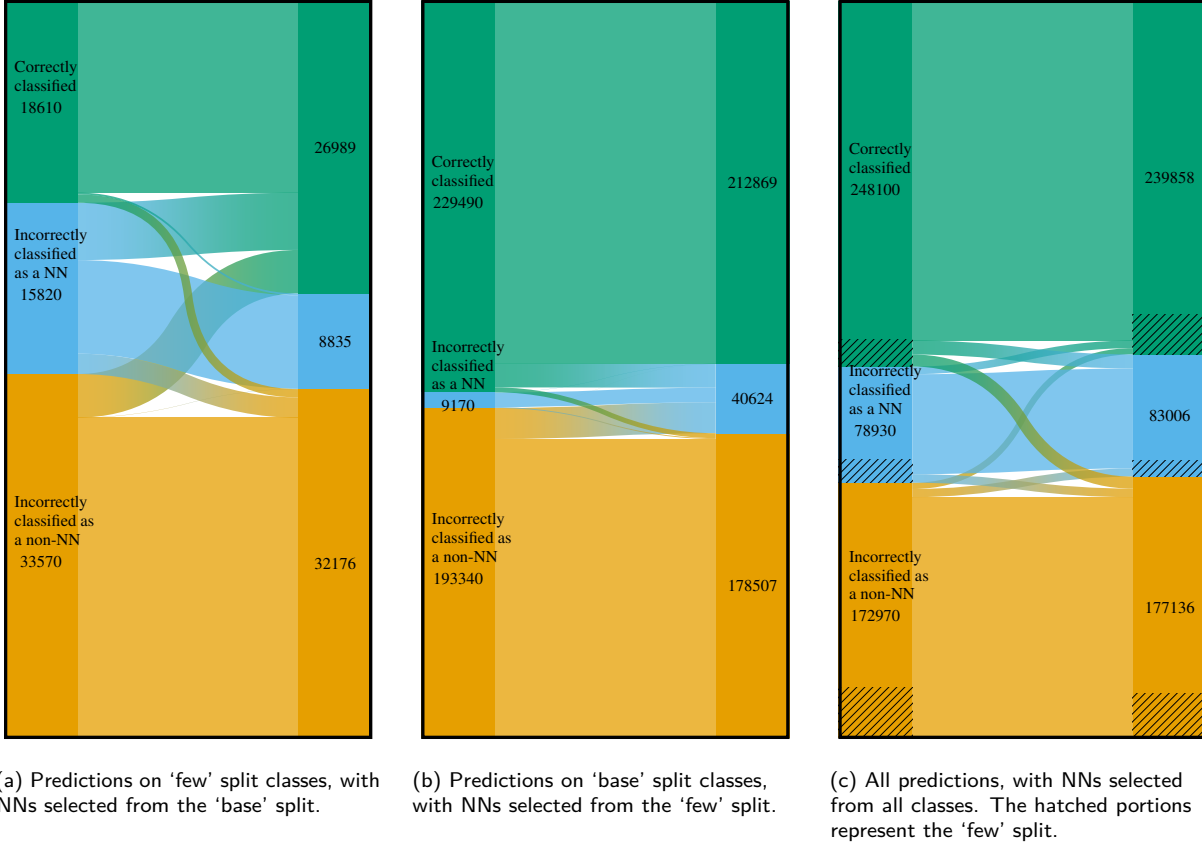 Correctly
classified
18610
Incorrectly
classified
as a NN
15820
Incorrectly
classified as
a non-NN
33570
26989
8835
32176
Correctly
classified
229490
Incorrectly
classified
as a NN
9170
Incorrectly
classified as
a non-NN
193340
212869
40624
178507
Correctly
classified
248100
Incorrectly
classified
as a NN
78930
Incorrectly
classified as
a non-NN
172970
239858
83006
177136
(a) Predictions on ‘few’ split classes, with
NNs selected from the ‘base’ split.
(b) Predictions on ‘base’ split classes,
with NNs selected from the ‘few’ split.
(c) All predictions, with NNs selected
from all classes. The hatched portions
represent the ‘few’ split.